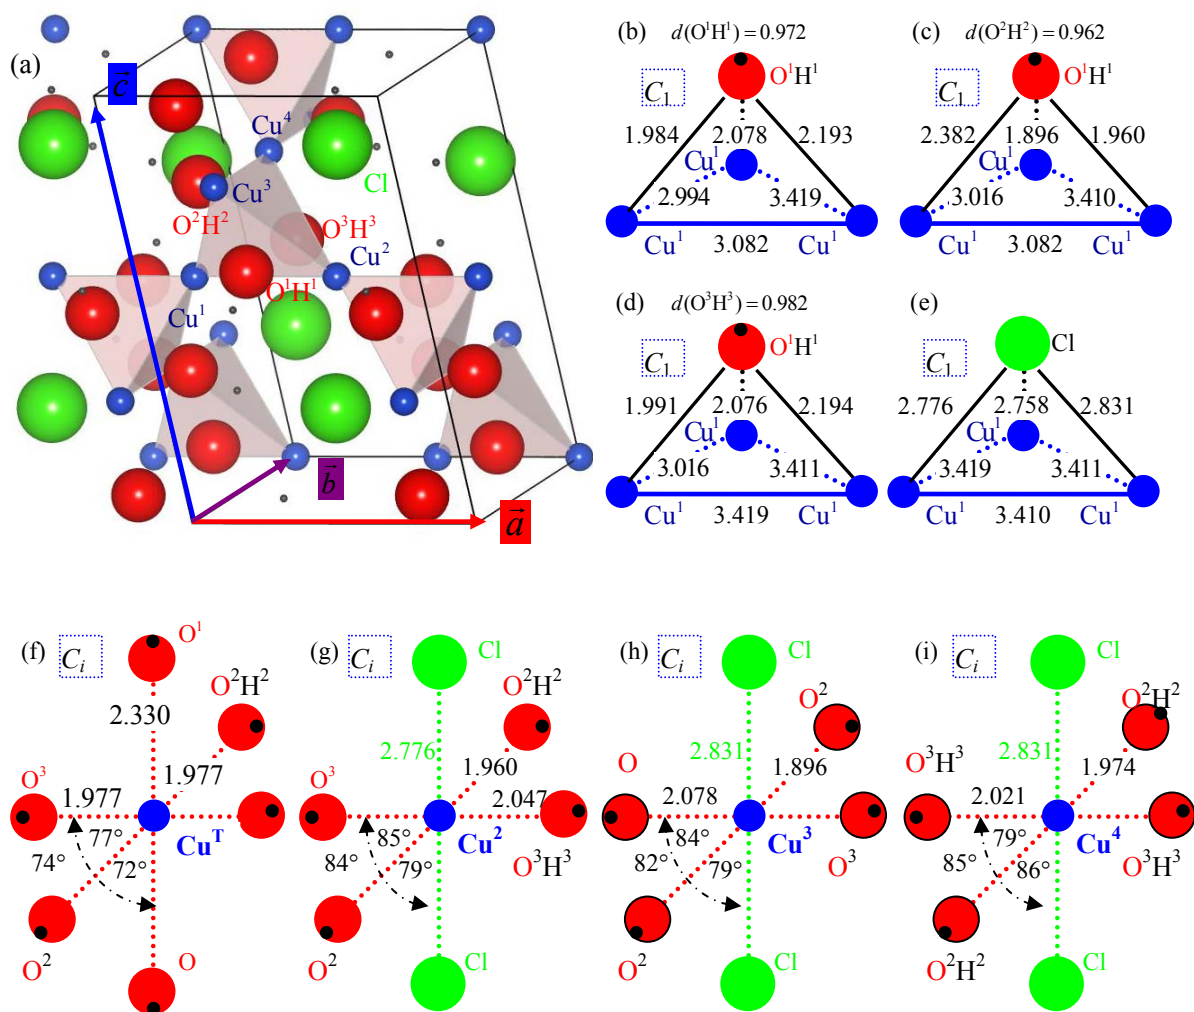 (a)
c
Cu⁴
Cu³
Cl
O²H²
O³H³
Cu²
O¹H¹
Cu¹
b
a
(b) d(O¹H¹) = 0.972
O¹H¹
C₁
1.984 2.078 2.193
Cu¹
2.994 3.419
Cu¹ 3.082 Cu¹
(c) d(O²H²) = 0.962
O¹H¹
C₁
2.382 1.896 1.960
Cu¹
3.016 3.410
Cu¹ 3.082 Cu¹
(d) d(O³H³) = 0.982
O¹H¹
C₁
1.991 2.076 2.194
Cu¹
3.016 3.411
Cu¹ 3.419 Cu¹
(e)
Cl
C₁
2.776 2.758 2.831
Cu¹
3.419 3.411
Cu¹ 3.410 Cu¹
(f) Cᵢ O¹
O²H²
2.330
O³ 1.977 1.977
77° Cuᴵ
74° 72°
O² O
(g) Cᵢ Cl
O²H²
2.776
O³ 1.960
2.047
85° Cu²
84° 79° O³H³
O² Cl
(h) Cᵢ Cl
O²
2.831
O 1.896
2.078
84° Cu³
82° 79° O³
O² Cl
(i) Cᵢ Cl
O²H²
2.831
O³H³ 1.974
2.021
79° Cu⁴
85° 86° O³H³
O²H² Cl